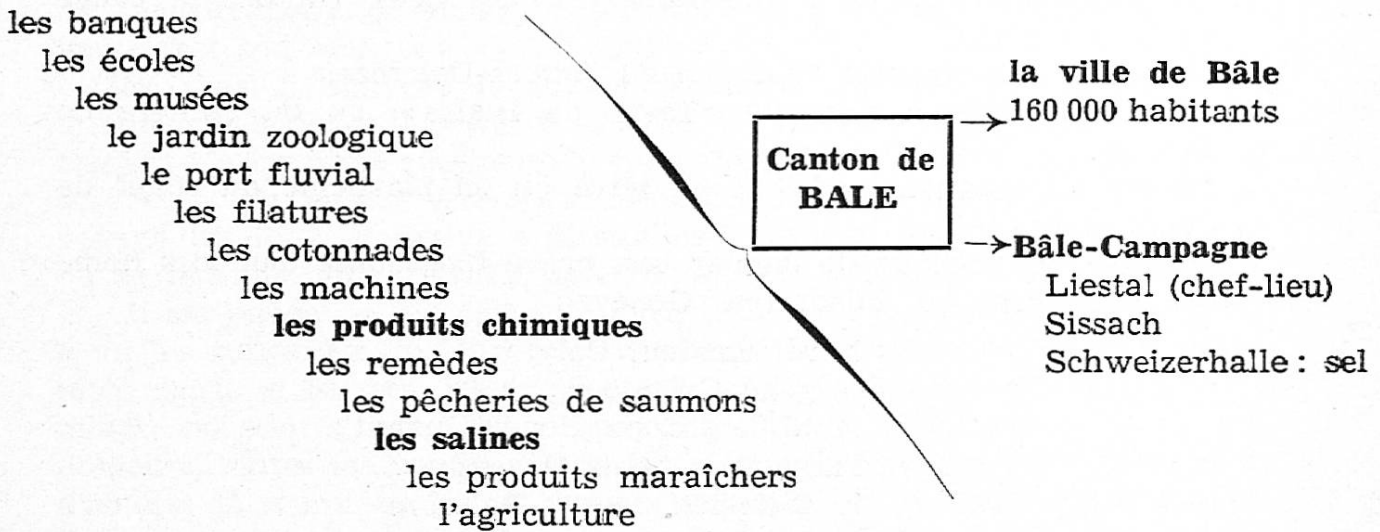 les banques
les écoles
les musées
le jardin zoologique
le port fluvial
les filatures
les cotonnades
les machines
les produits chimiques
les remèdes
les pêcheries de saumons
les salines
les produits maraîchers
l'agriculture
Canton de
BALE
la ville de Bâle
160 000 habitants
Bâle-Campagne
Liestal (chef-lieu)
Sissach
Schweizerhalle : sel